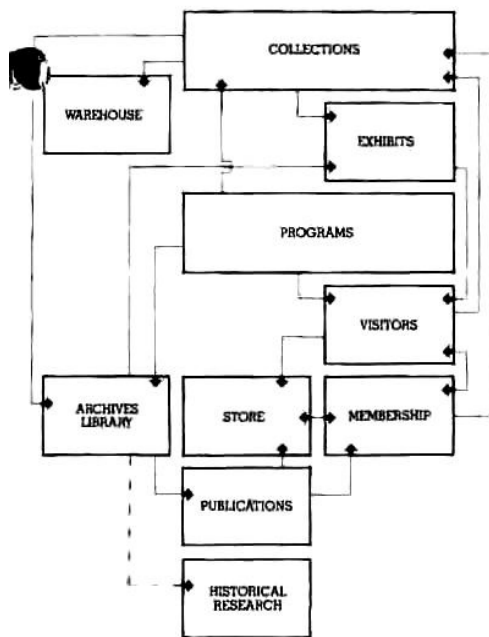 COLLECTIONS
WAREHOUSE
EXHIBITS
PROGRAMS
VISITORS
ARCHIVES
LIBRARY
STORE
MEMBERSHIP
PUBLICATIONS
HISTORICAL
RESEARCH